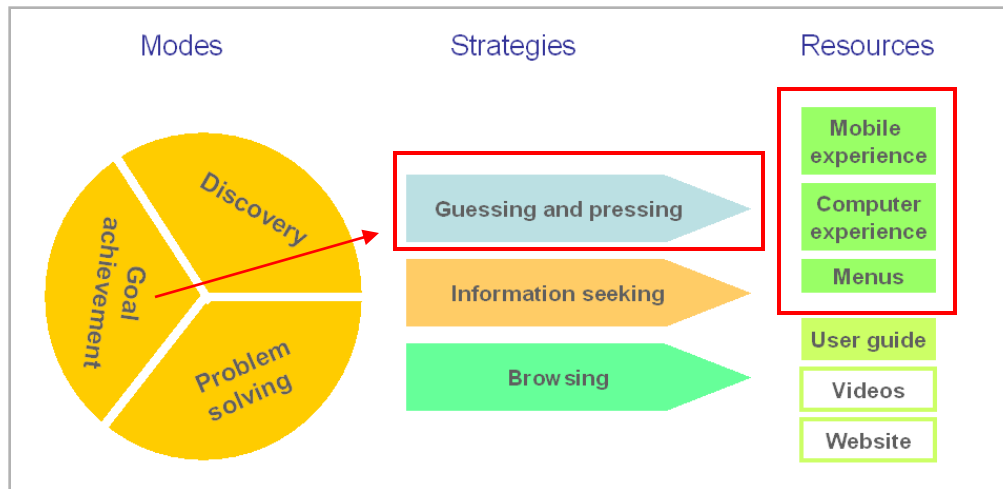 Modes
Strategies
Resources
Discovery
Goal
achievement
Problem
solving
Guessing and pressing
Information seeking
Browsing
Mobile
experience
Computer
experience
Menus
User guide
Videos
Website